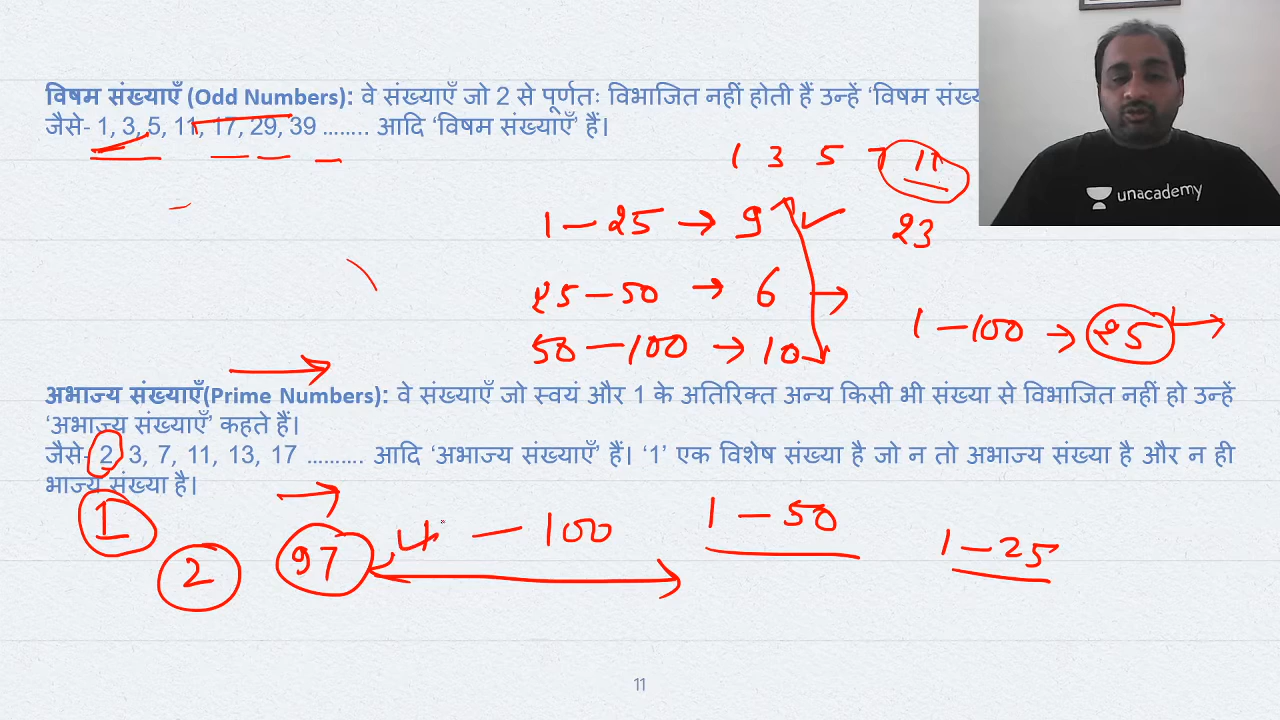 विषम संख्याएँ (Odd Numbers): वे संख्याएँ जो 2 से पूर्णतः विभाजित नहीं होती हैं उन्हें ‘विषम
जैसे- 1, 3, 5, 11, 17, 29, 39 …….. आदि ‘विषम संख्याएँ’ हैं।
1 3 5 7 11
unacademy
1 – 25 → 9 23
25 – 50 → 6
1 – 100 → 25
50 – 100 → 10
अभाज्य संख्याएँ(Prime Numbers): वे संख्याएँ जो स्वयं और 1 के अतिरिक्त अन्य किसी भी संख्या से विभाजित नहीं हो उन्हें
‘अभाज्य संख्याएँ’ कहते हैं।
जैसे- 2, 3, 7, 11, 13, 17 ………. आदि ‘अभाज्य संख्याएँ’ हैं। ‘1’ एक विशेष संख्या है जो न तो अभाज्य संख्या है और न ही
भाज्य संख्या है।
1 – 100 1 – 50 1 – 25
2 97
11